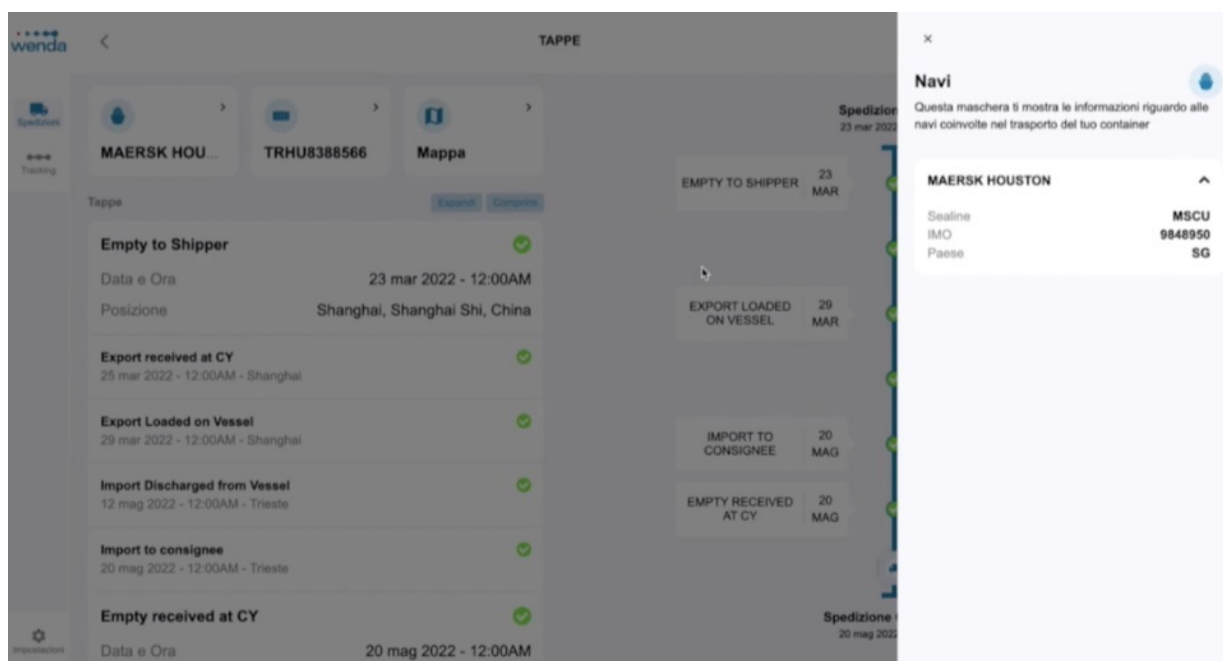 wenda
TAPPE
Spedizioni
Tracking
Impostazioni
MAERSK HOU...
TRHU8388566
Mappa
Tappe
Espandi
Comprimi
Empty to Shipper
Data e Ora
23 mar 2022 - 12:00AM
Posizione
Shanghai, Shanghai Shi, China
Export received at CY
25 mar 2022 - 12:00AM - Shanghai
Export Loaded on Vessel
29 mar 2022 - 12:00AM - Shanghai
Import Discharged from Vessel
12 mag 2022 - 12:00AM - Trieste
Import to consignee
20 mag 2022 - 12:00AM - Trieste
Empty received at CY
Data e Ora
20 mag 2022 - 12:00AM
Spedizion
23 mar 2022
EMPTY TO SHIPPER
23
MAR
EXPORT LOADED
ON VESSEL
29
MAR
IMPORT TO
CONSIGNEE
20
MAG
EMPTY RECEIVED
AT CY
20
MAG
Spedizione
20 mag 2022
Navi
Questa maschera ti mostra le informazioni riguardo alle
navi coinvolte nel trasporto del tuo container
MAERSK HOUSTON
Sealine
MSCU
IMO
9848950
Paese
SG